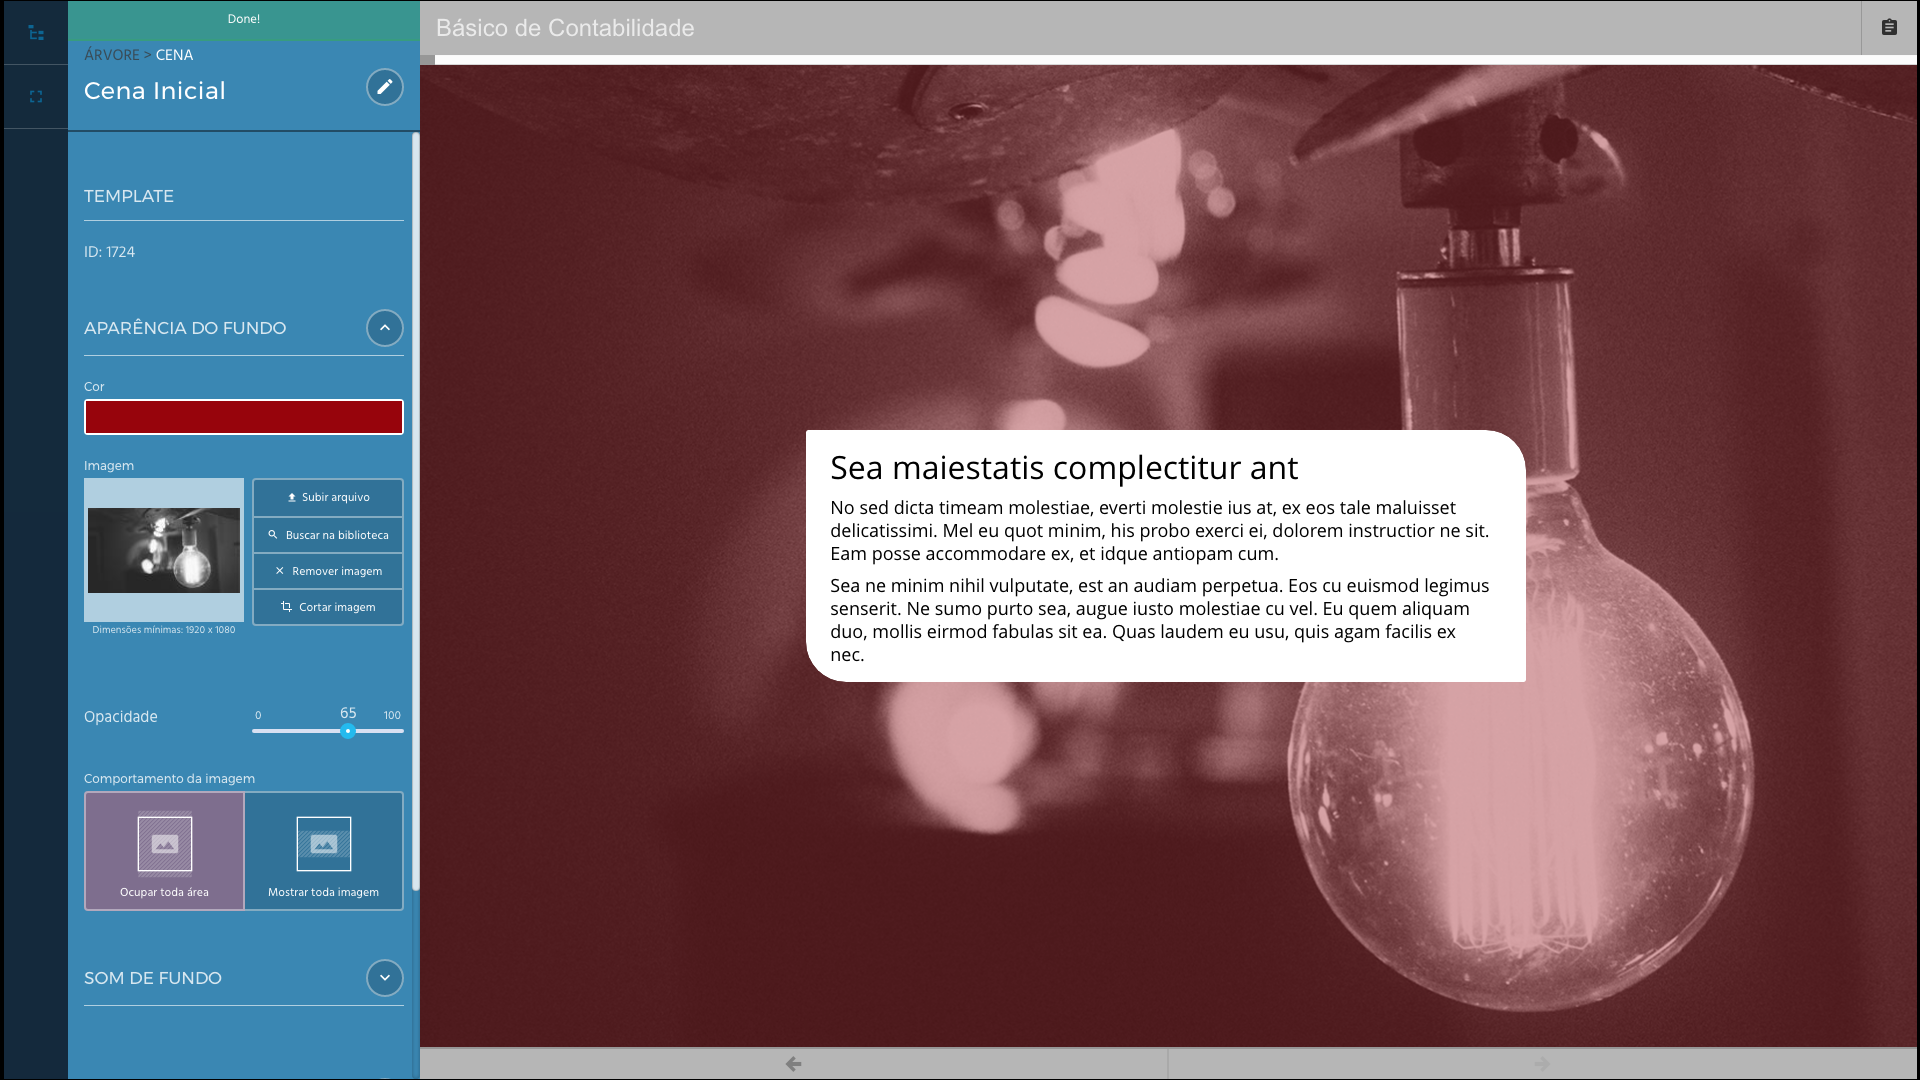 Done!
ÁRVORE > CENA
Cena Inicial
TEMPLATE
ID: 1724
APARÊNCIA DO FUNDO
Cor
Imagem
Subir arquivo
Buscar na biblioteca
Remover imagem
Cortar imagem
Dimensões mínimas: 1920 x 1080
Opacidade
0 65 100
Comportamento da imagem
Ocupar toda área
Mostrar toda imagem
SOM DE FUNDO
Básico de Contabilidade
Sea maiestatis complectitur ant
No sed dicta timeam molestiae, everti molestie ius at, ex eos tale maluisset
delicatissimi. Mel eu quot minim, his probo exerci ei, dolorem instructior ne sit.
Eam posse accommodare ex, et idque antiopam cum.
Sea ne minim nihil vulputate, est an audiam perpetua. Eos cu euismod legimus
senserit. Ne sumo purto sea, augue iusto molestiae cu vel. Eu quem aliquam
duo, mollis eirmod fabulas sit ea. Quas laudem eu usu, quis agam facilis ex
nec.